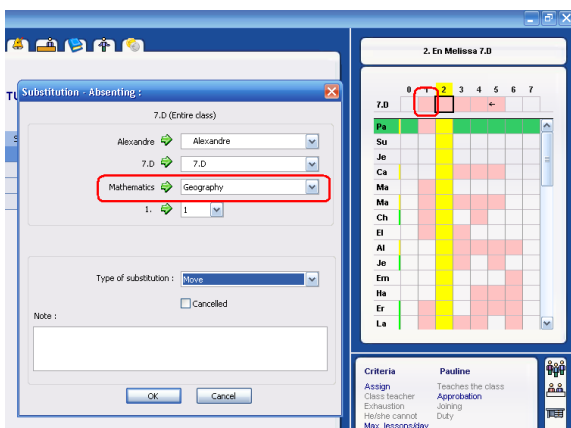 2. En Melissa 7.D
TU
Substitution - Absenting :
7.D (Entire class)
Alexandre Alexandre
7.D 7.D
Mathematics Geography
1. 1
Type of substitution : Move
Cancelled
Note :
OK Cancel
0 1 2 3 4 5 6 7
7.D
Pa
Su
Je
Ca
Ma
Ma
Ch
El
Al
Je
Em
Ha
Er
La
Criteria Pauline
Assign Teaches the class
Class teacher Approbation
Exhaustion Joining
He/she cannot Duty
Max. lessons/day